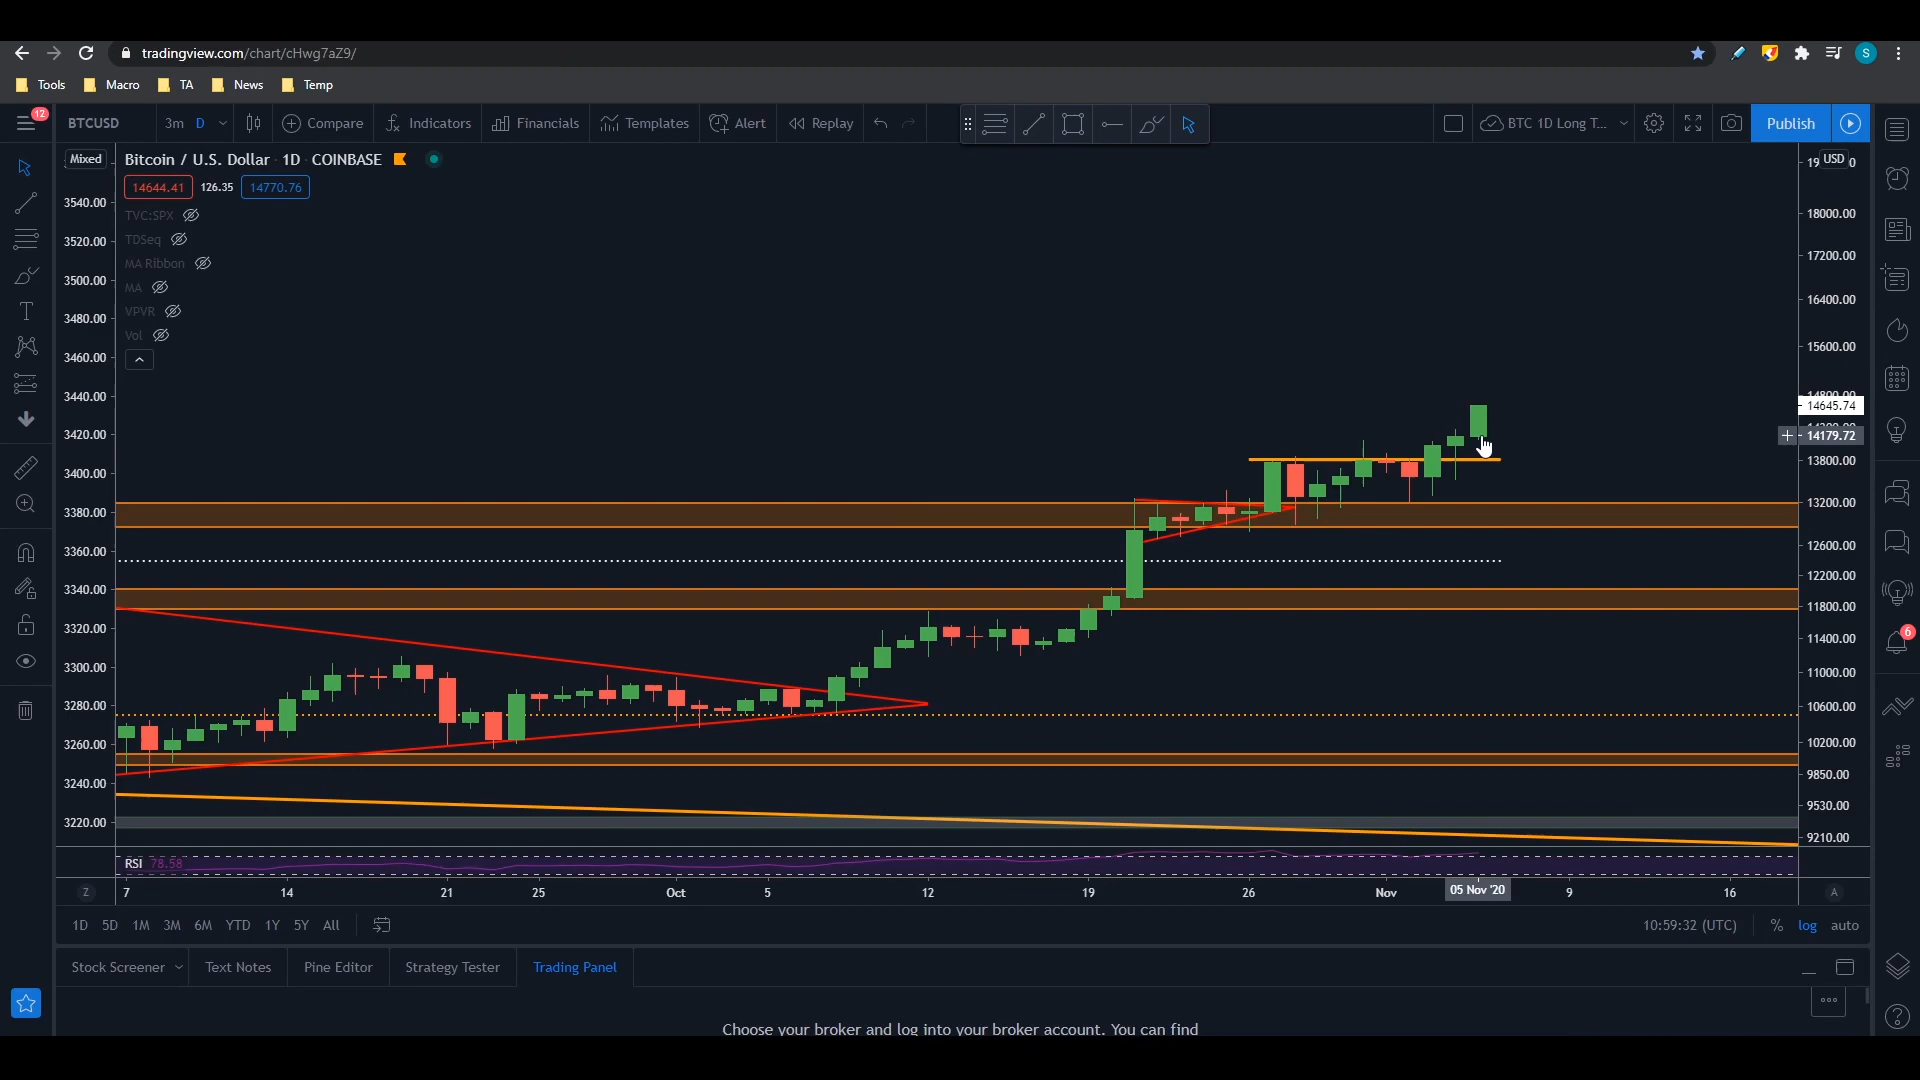 tradingview.com/chart/cHwg7aZ9/
S
Tools Macro TA News Temp
12
BTCUSD 3m D Compare Indicators Financials Templates Alert Replay BTC 1D Long T... Publish
Mixed Bitcoin / U.S. Dollar 1D COINBASE USD
14644.41 126.35 14770.76
TVC:SPX
TDSeq
MA Ribbon
MA
VPVR
Vol
3540.00
3520.00
3500.00
3480.00
3460.00
3440.00
3420.00
3400.00
3380.00
3360.00
3340.00
3320.00
3300.00
3280.00
3260.00
3240.00
3220.00
18000.00
17200.00
16400.00
15600.00
14645.74
14179.72
13800.00
13200.00
12600.00
12200.00
11800.00
11400.00
11000.00
10600.00
10200.00
9850.00
9530.00
9210.00
6
RSI 78.58
Z 7 14 21 25 Oct 5 12 19 26 Nov 05 Nov '20 9 16 A
1D 5D 1M 3M 6M YTD 1Y 5Y All 10:59:32 (UTC) % log auto
Stock Screener Text Notes Pine Editor Strategy Tester Trading Panel
Choose your broker and log into your broker account. You can find